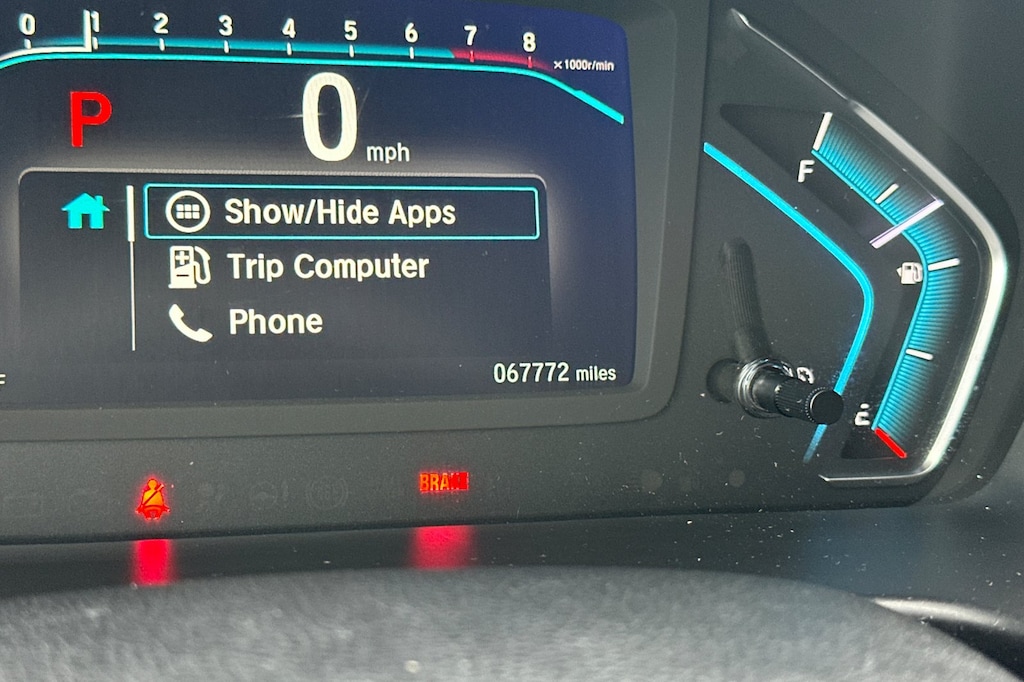 0 1 2 3 4 5 6 7 8
x1000r/min
P
0 mph
F
Show/Hide Apps
Trip Computer
Phone
067772 miles
E
BRAKE